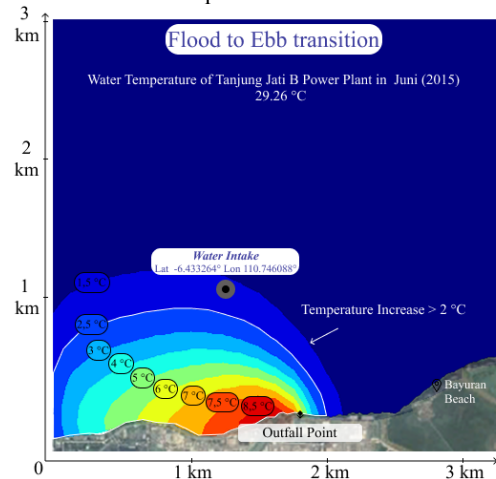 3
km
Flood to Ebb transition
Water Temperature of Tanjung Jati B Power Plant in Juni (2015)
29.26 °C
2
km
Water Intake
Lat -6.433264° Lon 110.746088°
1,5 °C
1
km
Temperature Increase > 2 °C
2,5 °C
3 °C
4 °C
5 °C
6 °C
7 °C
7,5 °C
8,5 °C
Bayuran
Beach
Outfall Point
0
1 km
2 km
3 km